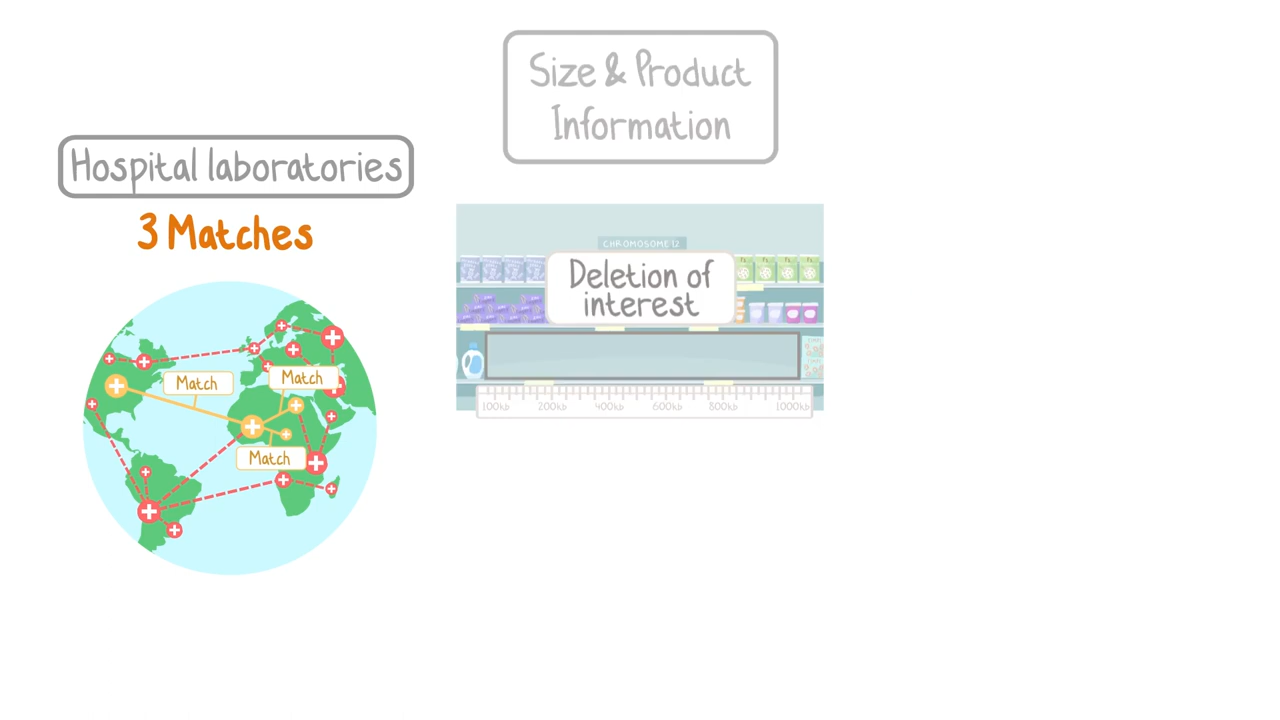 Size & Product
Information
Hospital laboratories
3 Matches
CHROMOSOME 12
Deletion of
interest
Match
Match
Match
100kb 200kb 400kb 600kb 800kb 1000kb